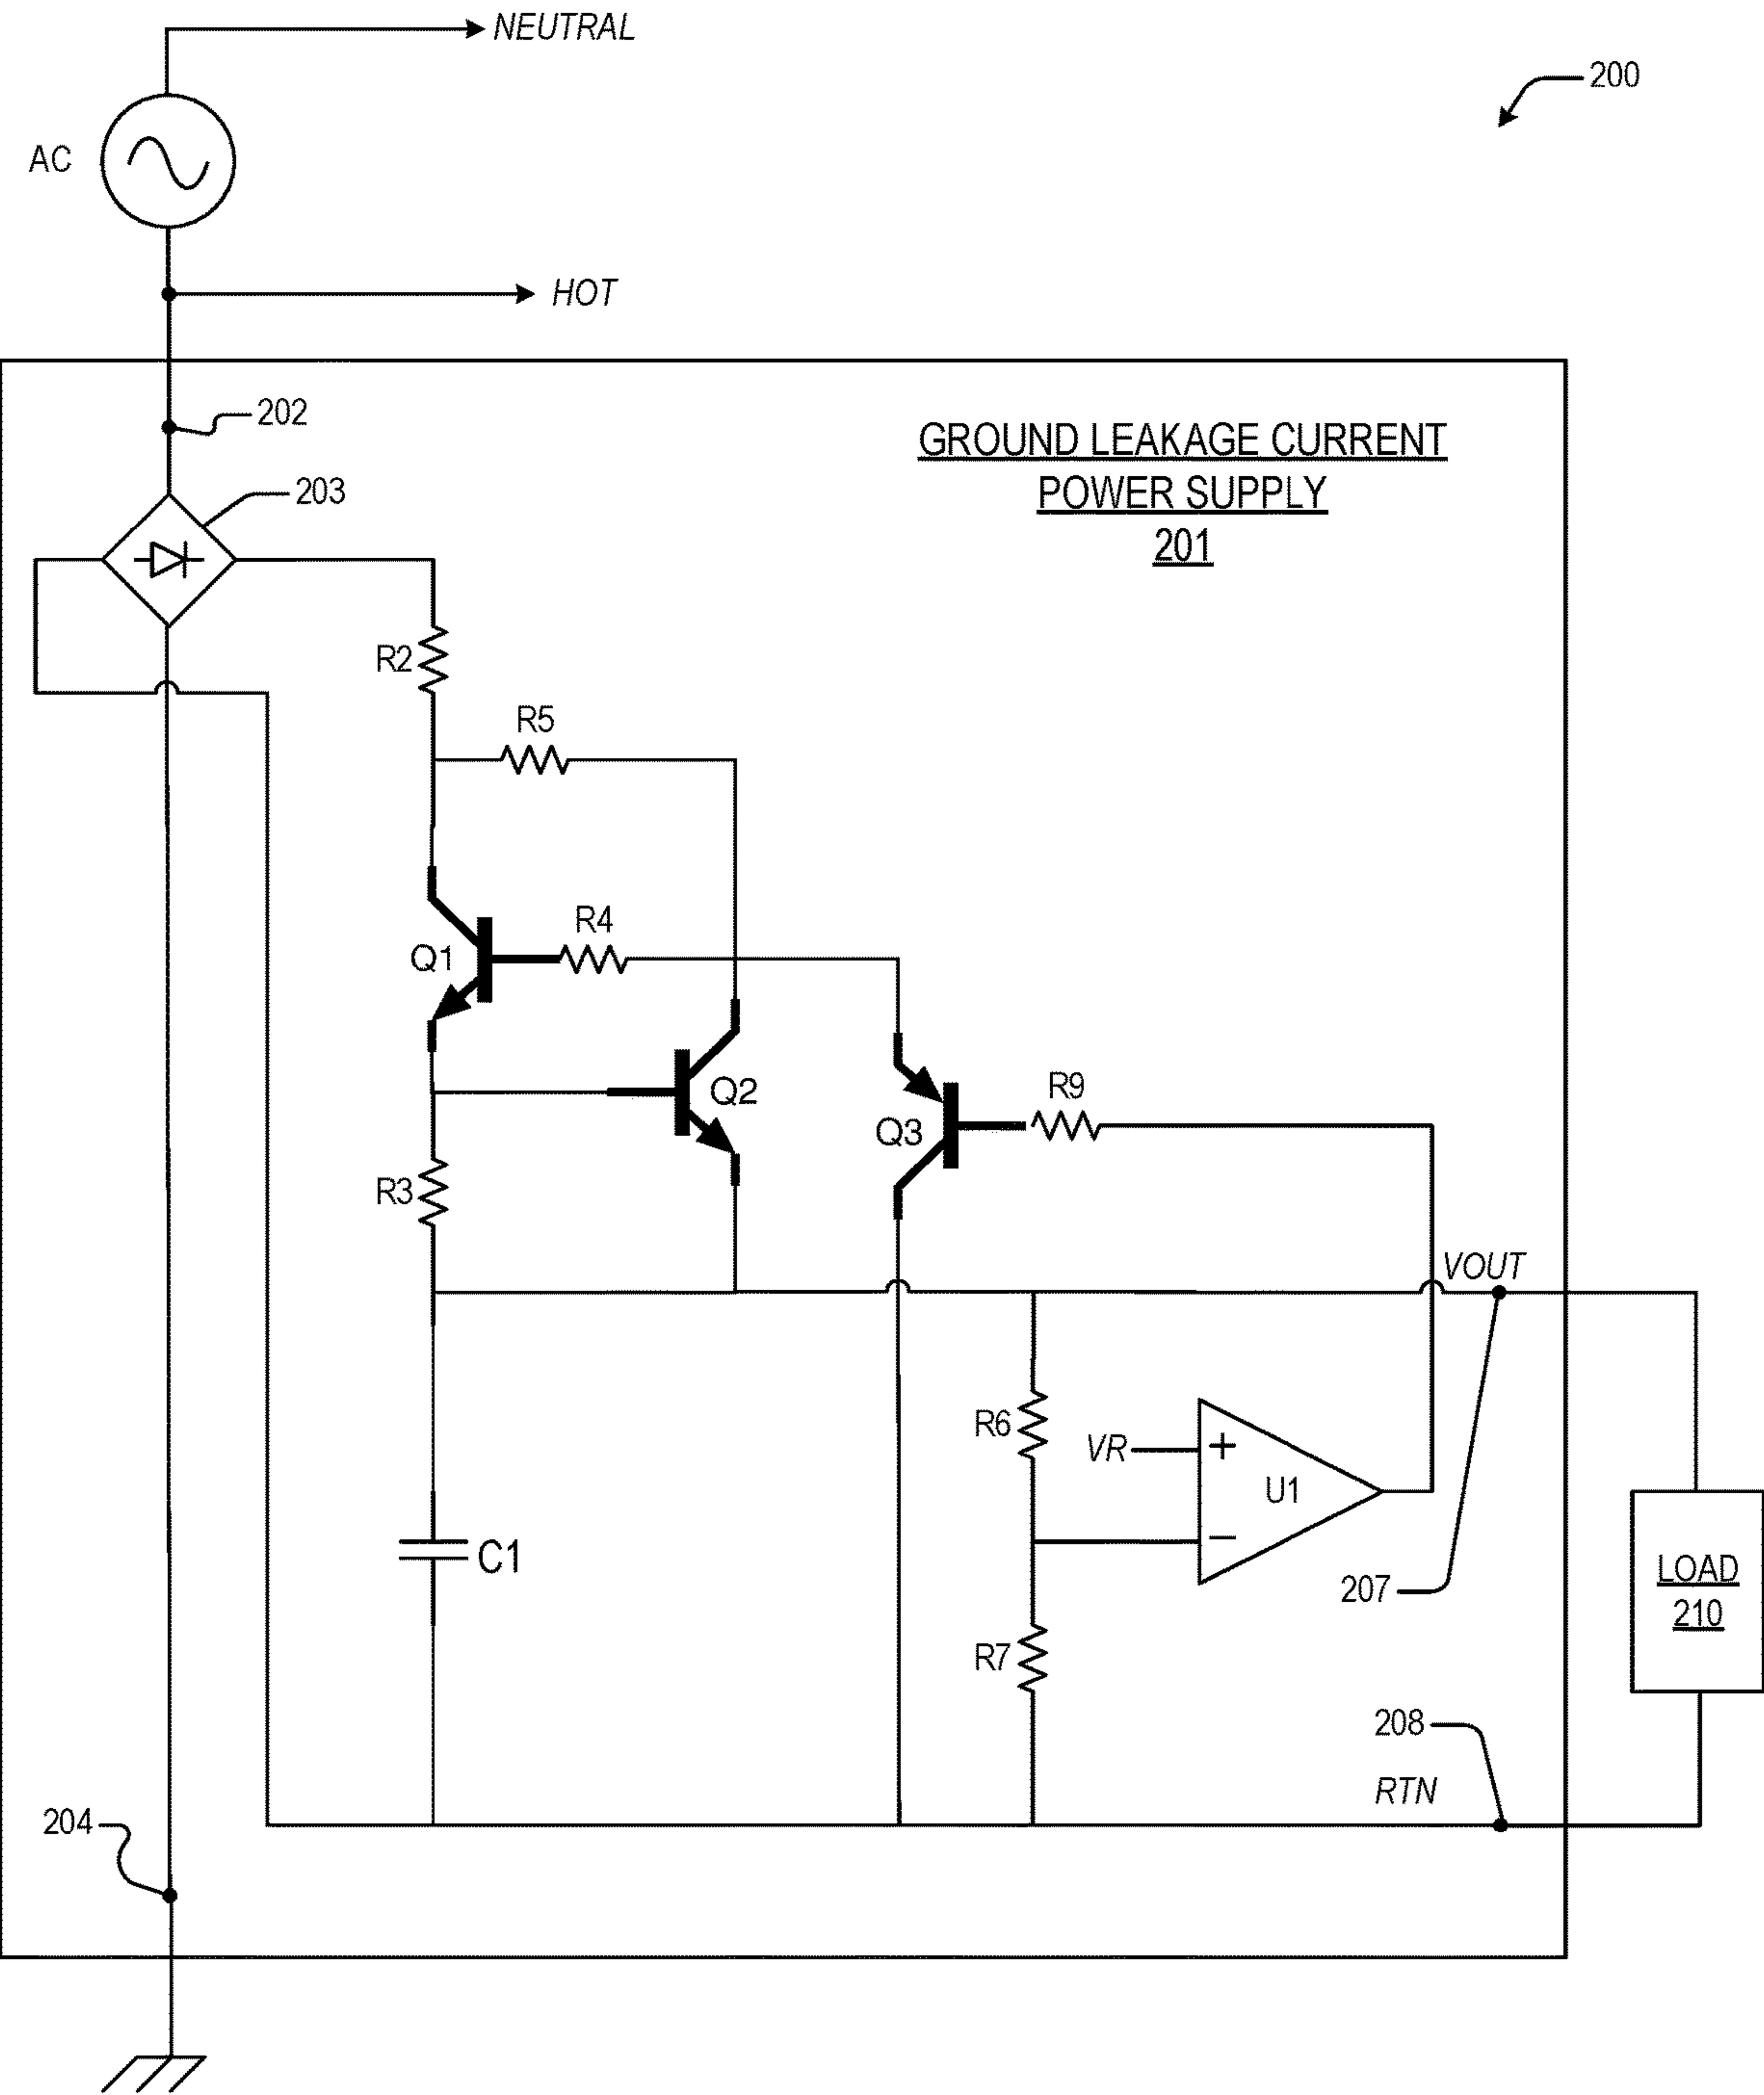 NEUTRAL
200
AC
HOT
202
GROUND LEAKAGE CURRENT
POWER SUPPLY
201
203
R2
R5
R4
Q1
Q2
R9
Q3
R3
VOUT
R6
VR
+
U1
−
C1
207
LOAD
210
R7
208
RTN
204